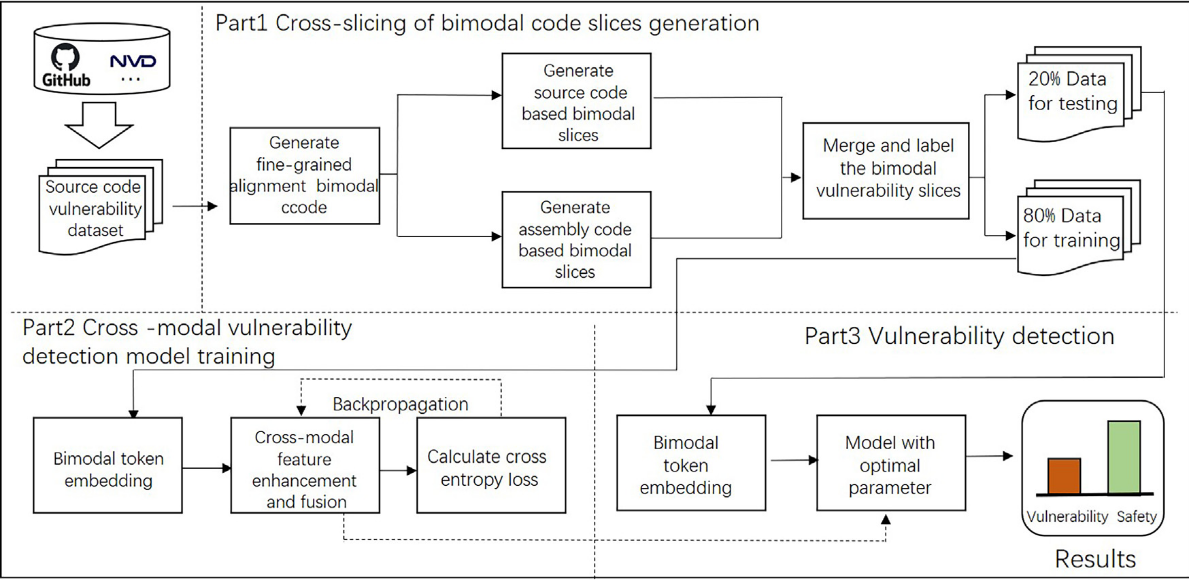 Part1 Cross-slicing of bimodal code slices generation
GitHub
NVD
...
Source code
vulnerability
dataset
Generate
fine-grained
alignment bimodal
ccode
Generate
source code
based bimodal
slices
Generate
assembly code
based bimodal
slices
Merge and label
the bimodal
vulnerability slices
20% Data
for testing
80% Data
for training
Part2 Cross -modal vulnerability
detection model training
Backpropagation
Bimodal token
embedding
Cross-modal
feature
enhancement
and fusion
Calculate cross
entropy loss
Part3 Vulnerability detection
Bimodal
token
embedding
Model with
optimal
parameter
Vulnerability Safety
Results